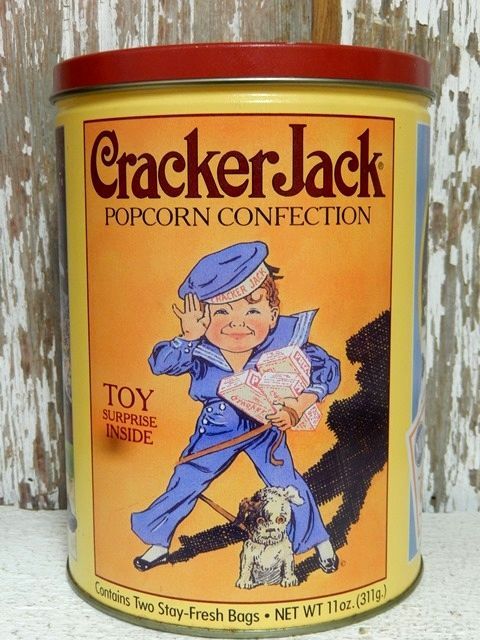 CrackerJack®
POPCORN CONFECTION
CRACKER JACK
TOY
SURPRISE
INSIDE
Contains Two Stay-Fresh Bags • NET WT 11oz. (311g.)